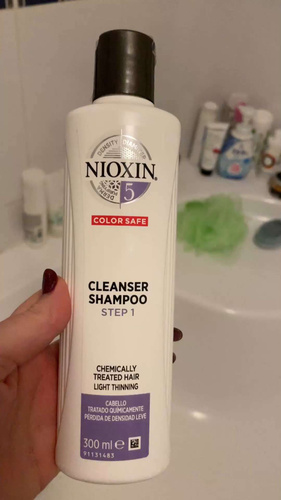 NIOXIN
5
COLOR SAFE
CLEANSER
SHAMPOO
STEP 1
CHEMICALLY
TREATED HAIR
LIGHT THINNING
CABELLO
TRATADO QUÍMICAMENTE
PÉRDIDA DE DENSIDAD LEVE
300 ml e
91131483